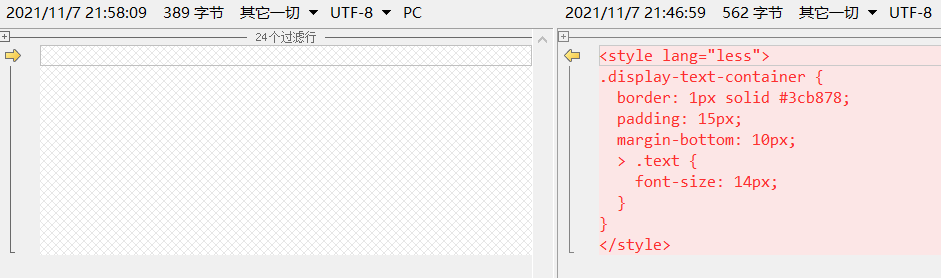 2021/11/7 21:58:09 389 字节 其它一切 UTF-8 PC
2021/11/7 21:46:59 562 字节 其它一切 UTF-8
24个过滤行
<style lang="less">
.display-text-container {
  border: 1px solid #3cb878;
  padding: 15px;
  margin-bottom: 10px;
  > .text {
    font-size: 14px;
  }
}
</style>